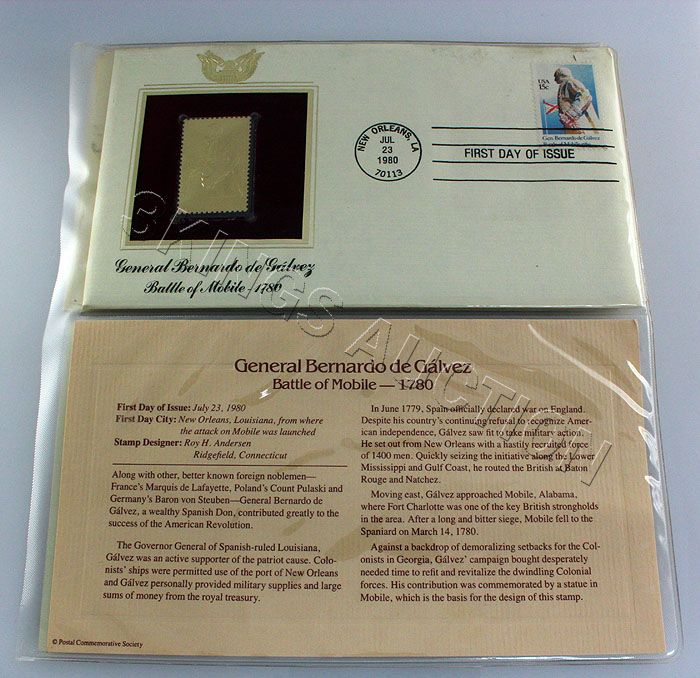 USA
15c
Gen. Bernardo de Gálvez
Battle of Mobile 1780
NEW ORLEANS, LA
JUL
23
1980
70113
FIRST DAY OF ISSUE
General Bernardo de Gálvez
Battle of Mobile - 1780
SKINGS AUCTION
General Bernardo de Gálvez
Battle of Mobile — 1780
First Day of Issue: July 23, 1980
First Day City: New Orleans, Louisiana, from where
the attack on Mobile was launched
Stamp Designer: Roy H. Andersen
Ridgefield, Connecticut
Along with other, better known foreign noblemen—
France's Marquis de Lafayette, Poland's Count Pulaski and
Germany's Baron von Steuben—General Bernardo de
Gálvez, a wealthy Spanish Don, contributed greatly to the
success of the American Revolution.
The Governor General of Spanish-ruled Louisiana,
Gálvez was an active supporter of the patriot cause. Colo-
nists' ships were permitted use of the port of New Orleans
and Gálvez personally provided military supplies and large
sums of money from the royal treasury.
In June 1779, Spain officially declared war on England.
Despite his country's continuing refusal to recognize Amer-
ican independence, Gálvez saw fit to take military action.
He set out from New Orleans with a hastily recruited force
of 1400 men. Quickly seizing the initiative along the Lower
Mississippi and Gulf Coast, he routed the British at Baton
Rouge and Natchez.
Moving east, Gálvez approached Mobile, Alabama,
where Fort Charlotte was one of the key British strongholds
in the area. After a long and bitter siege, Mobile fell to the
Spaniard on March 14, 1780.
Against a backdrop of demoralizing setbacks for the Col-
onists in Georgia, Gálvez' campaign bought desperately
needed time to refit and revitalize the dwindling Colonial
forces. His contribution was commemorated by a statue in
Mobile, which is the basis for the design of this stamp.
© Postal Commemorative Society